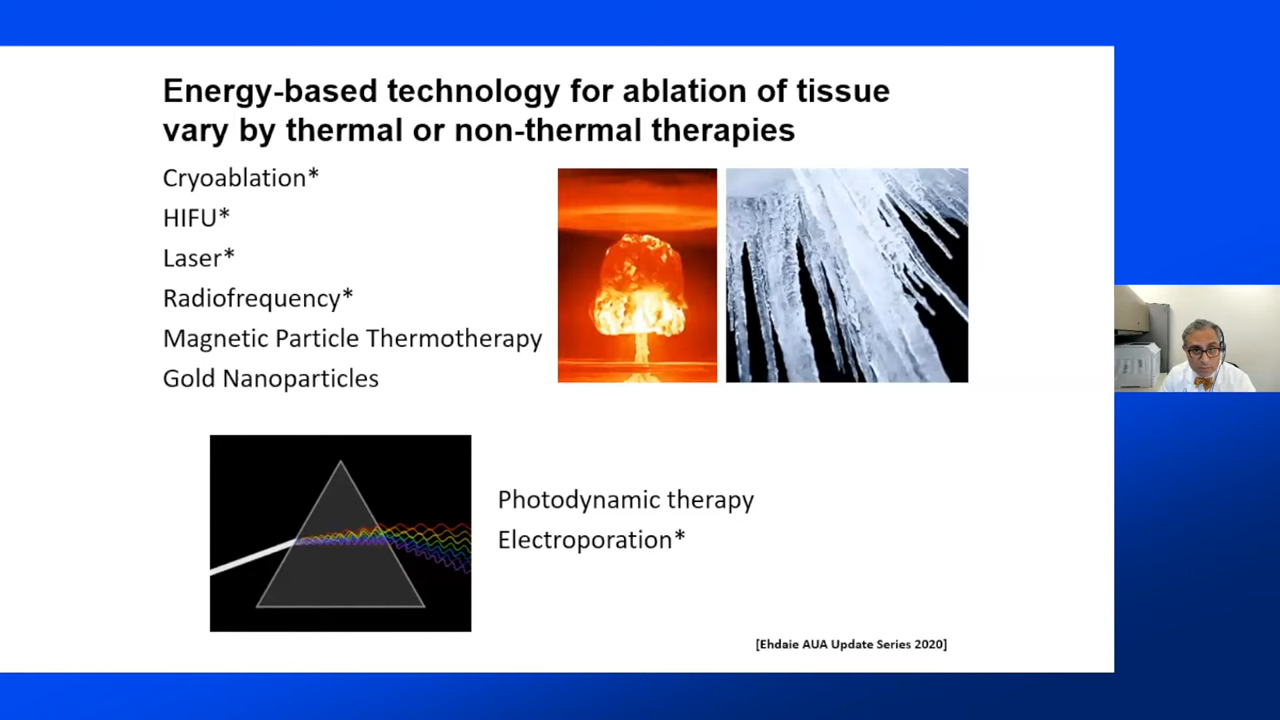 Energy-based technology for ablation of tissue
vary by thermal or non-thermal therapies
Cryoablation*
HIFU*
Laser*
Radiofrequency*
Magnetic Particle Thermotherapy
Gold Nanoparticles
Photodynamic therapy
Electroporation*
[Ehdaie AUA Update Series 2020]